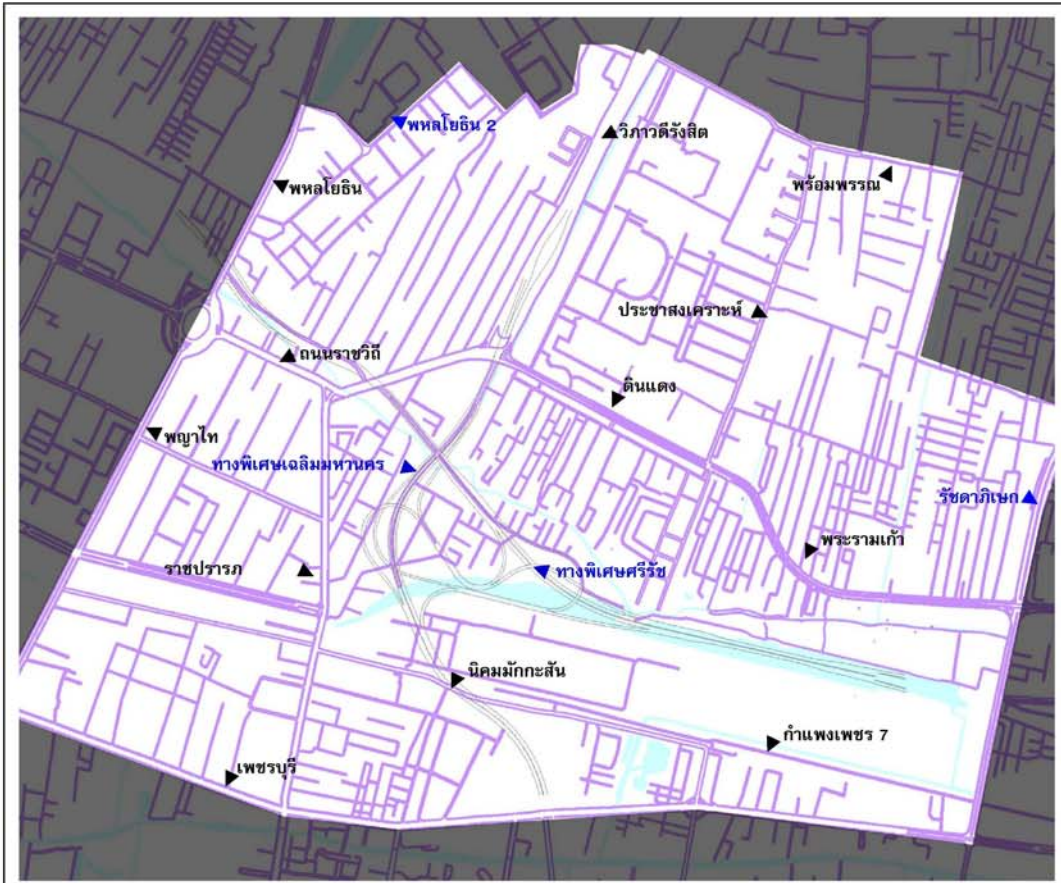 พหลโยธิน 2
วิภาวดีรังสิต
พหลโยธิน
พร้อมพรรณ
ประชาสงเคราะห์
ถนนราชวิถี
ดินแดง
พญาไท
ทางพิเศษเฉลิมมหานคร
รัชดาภิเษก
พระรามเก้า
ราชปรารภ
ทางพิเศษศรีรัช
นิคมมักกะสัน
กำแพงเพชร 7
เพชรบุรี